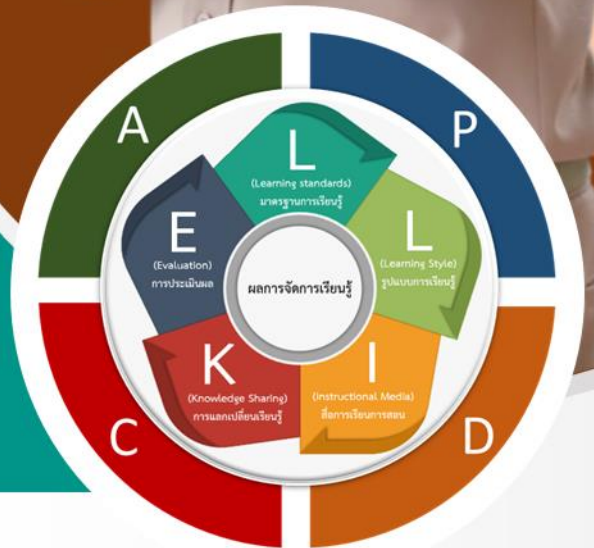 A
P
L
(Learning standards)
มาตรฐานการเรียนรู้
E
(Evaluation)
การประเมินผล
L
(Learning Style)
รูปแบบการเรียนรู้
ผลการจัดการเรียนรู้
K
(Knowledge Sharing)
การแลกเปลี่ยนเรียนรู้
I
(Instructional Media)
สื่อการเรียนการสอน
C
D